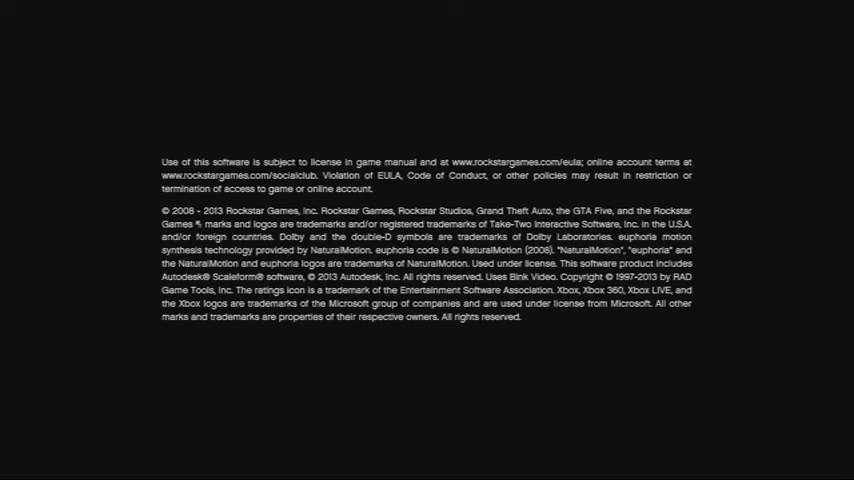 Use of this software is subject to license in game manual and at www.rockstargames.com/eula; online account terms at
www.rockstargames.com/socialclub. Violation of EULA, Code of Conduct, or other policies may result in restriction or
termination of access to game or online account.
© 2008 - 2013 Rockstar Games, Inc. Rockstar Games, Rockstar Studios, Grand Theft Auto, the GTA Five, and the Rockstar
Games R* marks and logos are trademarks and/or registered trademarks of Take-Two Interactive Software, Inc. in the U.S.A.
and/or foreign countries. Dolby and the double-D symbols are trademarks of Dolby Laboratories. euphoria motion
synthesis technology provided by NaturalMotion. euphoria code is © NaturalMotion (2008). "NaturalMotion", "euphoria" and
the NaturalMotion and euphoria logos are trademarks of NaturalMotion. Used under license. This software product includes
Autodesk® Scaleform® software, © 2013 Autodesk, Inc. All rights reserved. Uses Bink Video. Copyright © 1997-2013 by RAD
Game Tools, Inc. The ratings icon is a trademark of the Entertainment Software Association. Xbox, Xbox 360, Xbox LIVE, and
the Xbox logos are trademarks of the Microsoft group of companies and are used under license from Microsoft. All other
marks and trademarks are properties of their respective owners. All rights reserved.